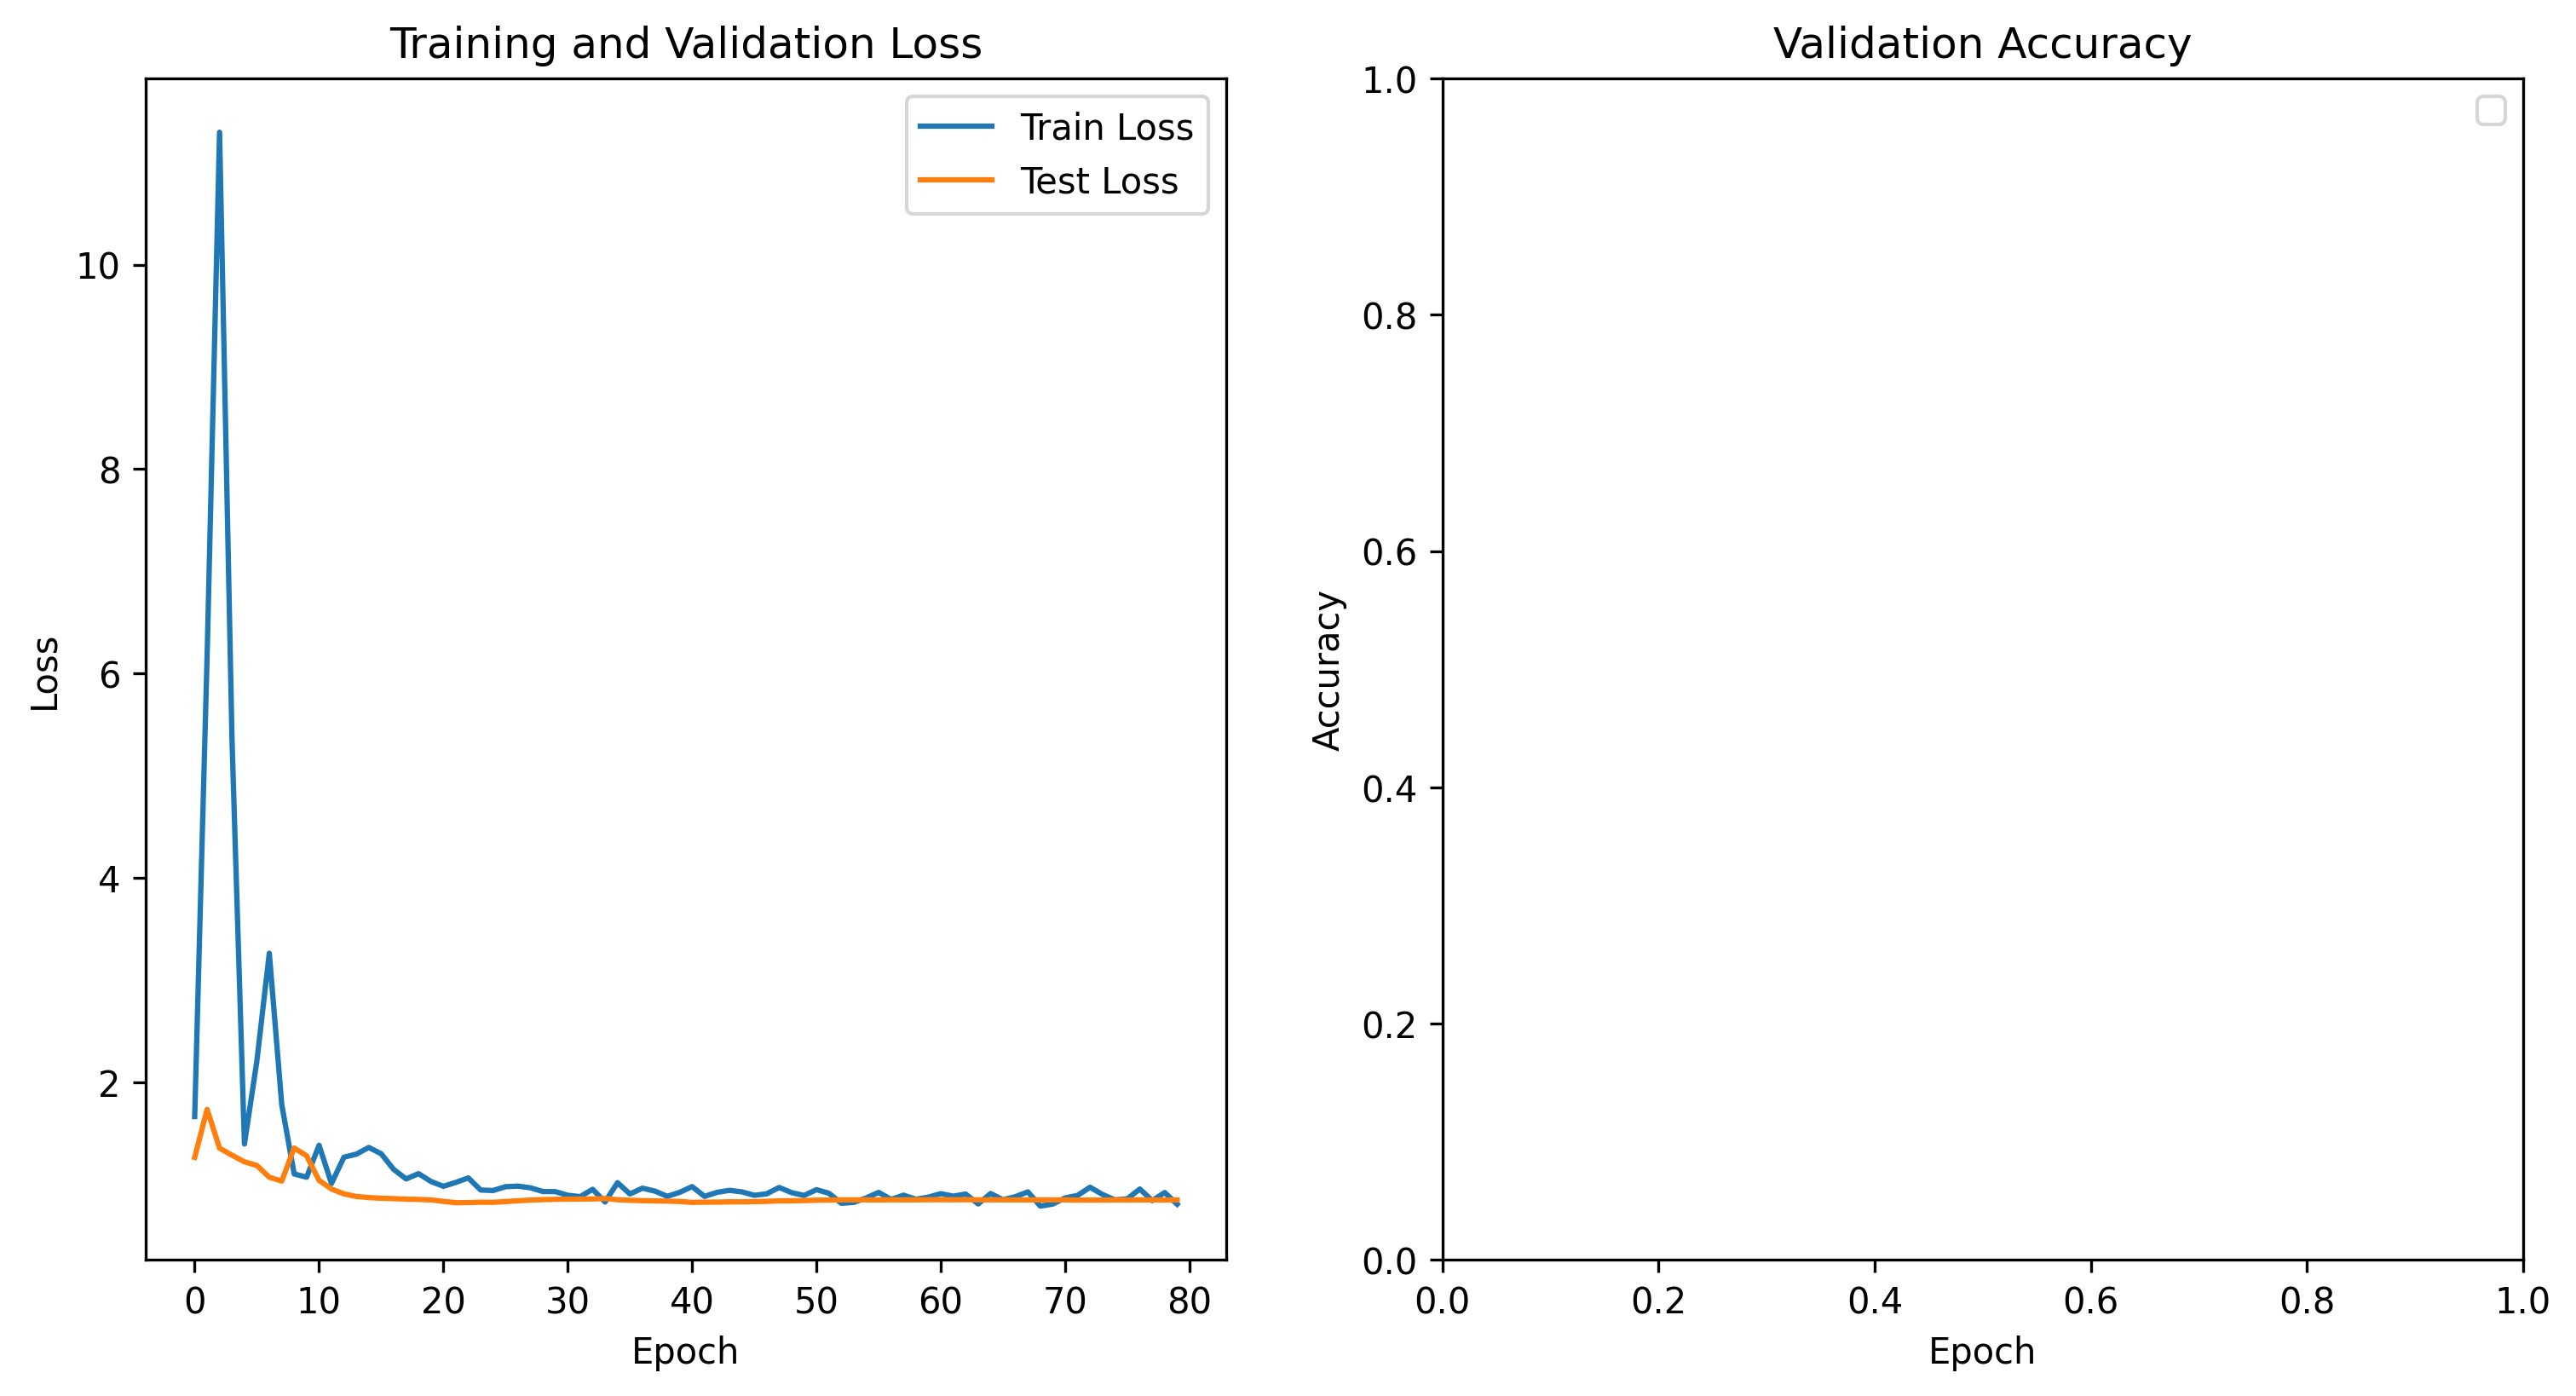 Training and Validation Loss
Train Loss
Test Loss
10
8
6
4
2
Loss
0 10 20 30 40 50 60 70 80
Epoch
Validation Accuracy
1.0
0.8
0.6
0.4
0.2
0.0
Accuracy
0.0 0.2 0.4 0.6 0.8 1.0
Epoch